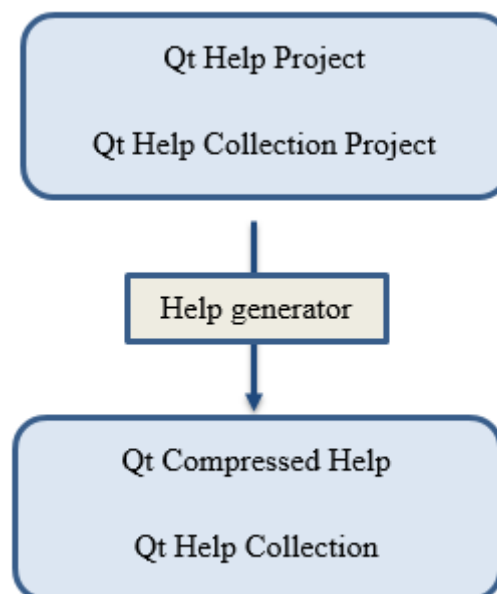 Qt Help Project
Qt Help Collection Project
Help generator
Qt Compressed Help
Qt Help Collection